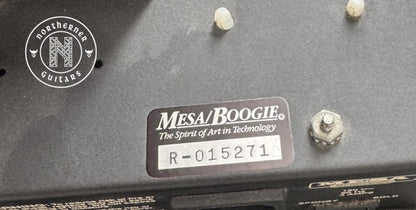 NORTHERNER
N
GUITARS
MESA/BOOGIE®
The Spirit of Art in Technology
R-015271